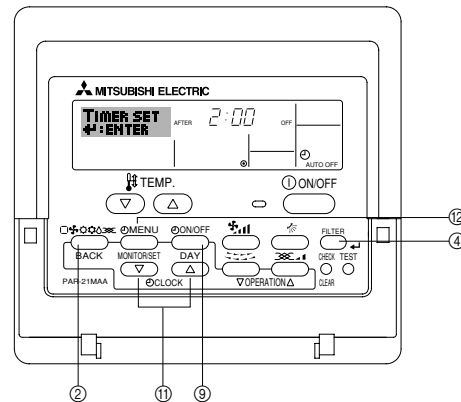 MITSUBISHI ELECTRIC
TIMER SET
↵:ENTER
AFTER 2:00 OFF
AUTO OFF
TEMP. ON/OFF
MENU ON/OFF FILTER
BACK MONITOR/SET DAY CHECK TEST
PAR-21MAA CLOCK ▽OPERATION△ CLEAR
⑫
④
② ⑪ ⑨